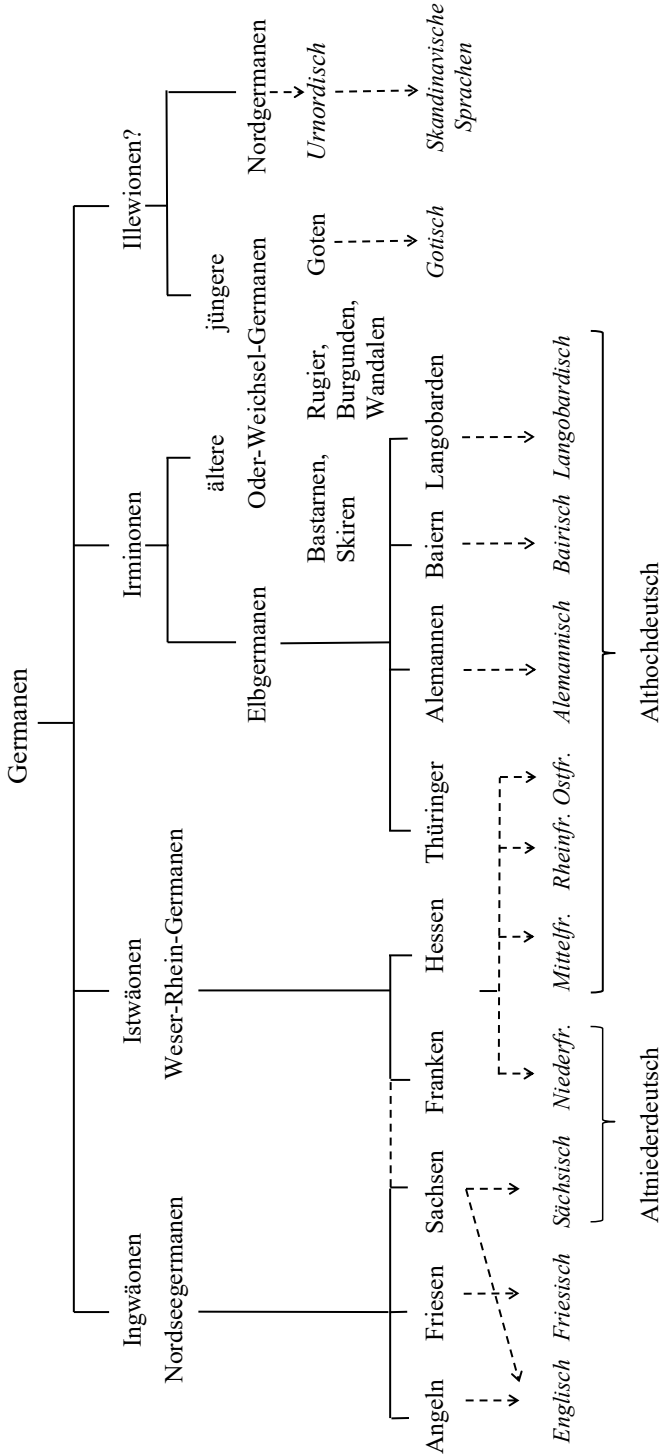 Germanen
Ingwäonen Istwäonen Irminonen Illewionen?
Nordseegermanen Weser-Rhein-Germanen
ältere jüngere
Elbgermanen Oder-Weichsel-Germanen Nordgermanen
Bastarnen, Rugier, Goten Urnordisch
Skiren Burgunden,
Wandalen
Angeln Friesen Sachsen Franken Hessen Thüringer Alemannen Baiern Langobarden Gotisch Skandinavische
Sprachen
Englisch Friesisch Sächsisch Niederfr. Mittelfr. Rheinfr. Ostfr. Alemannisch Bairisch Langobardisch
Altniederdeutsch Althochdeutsch